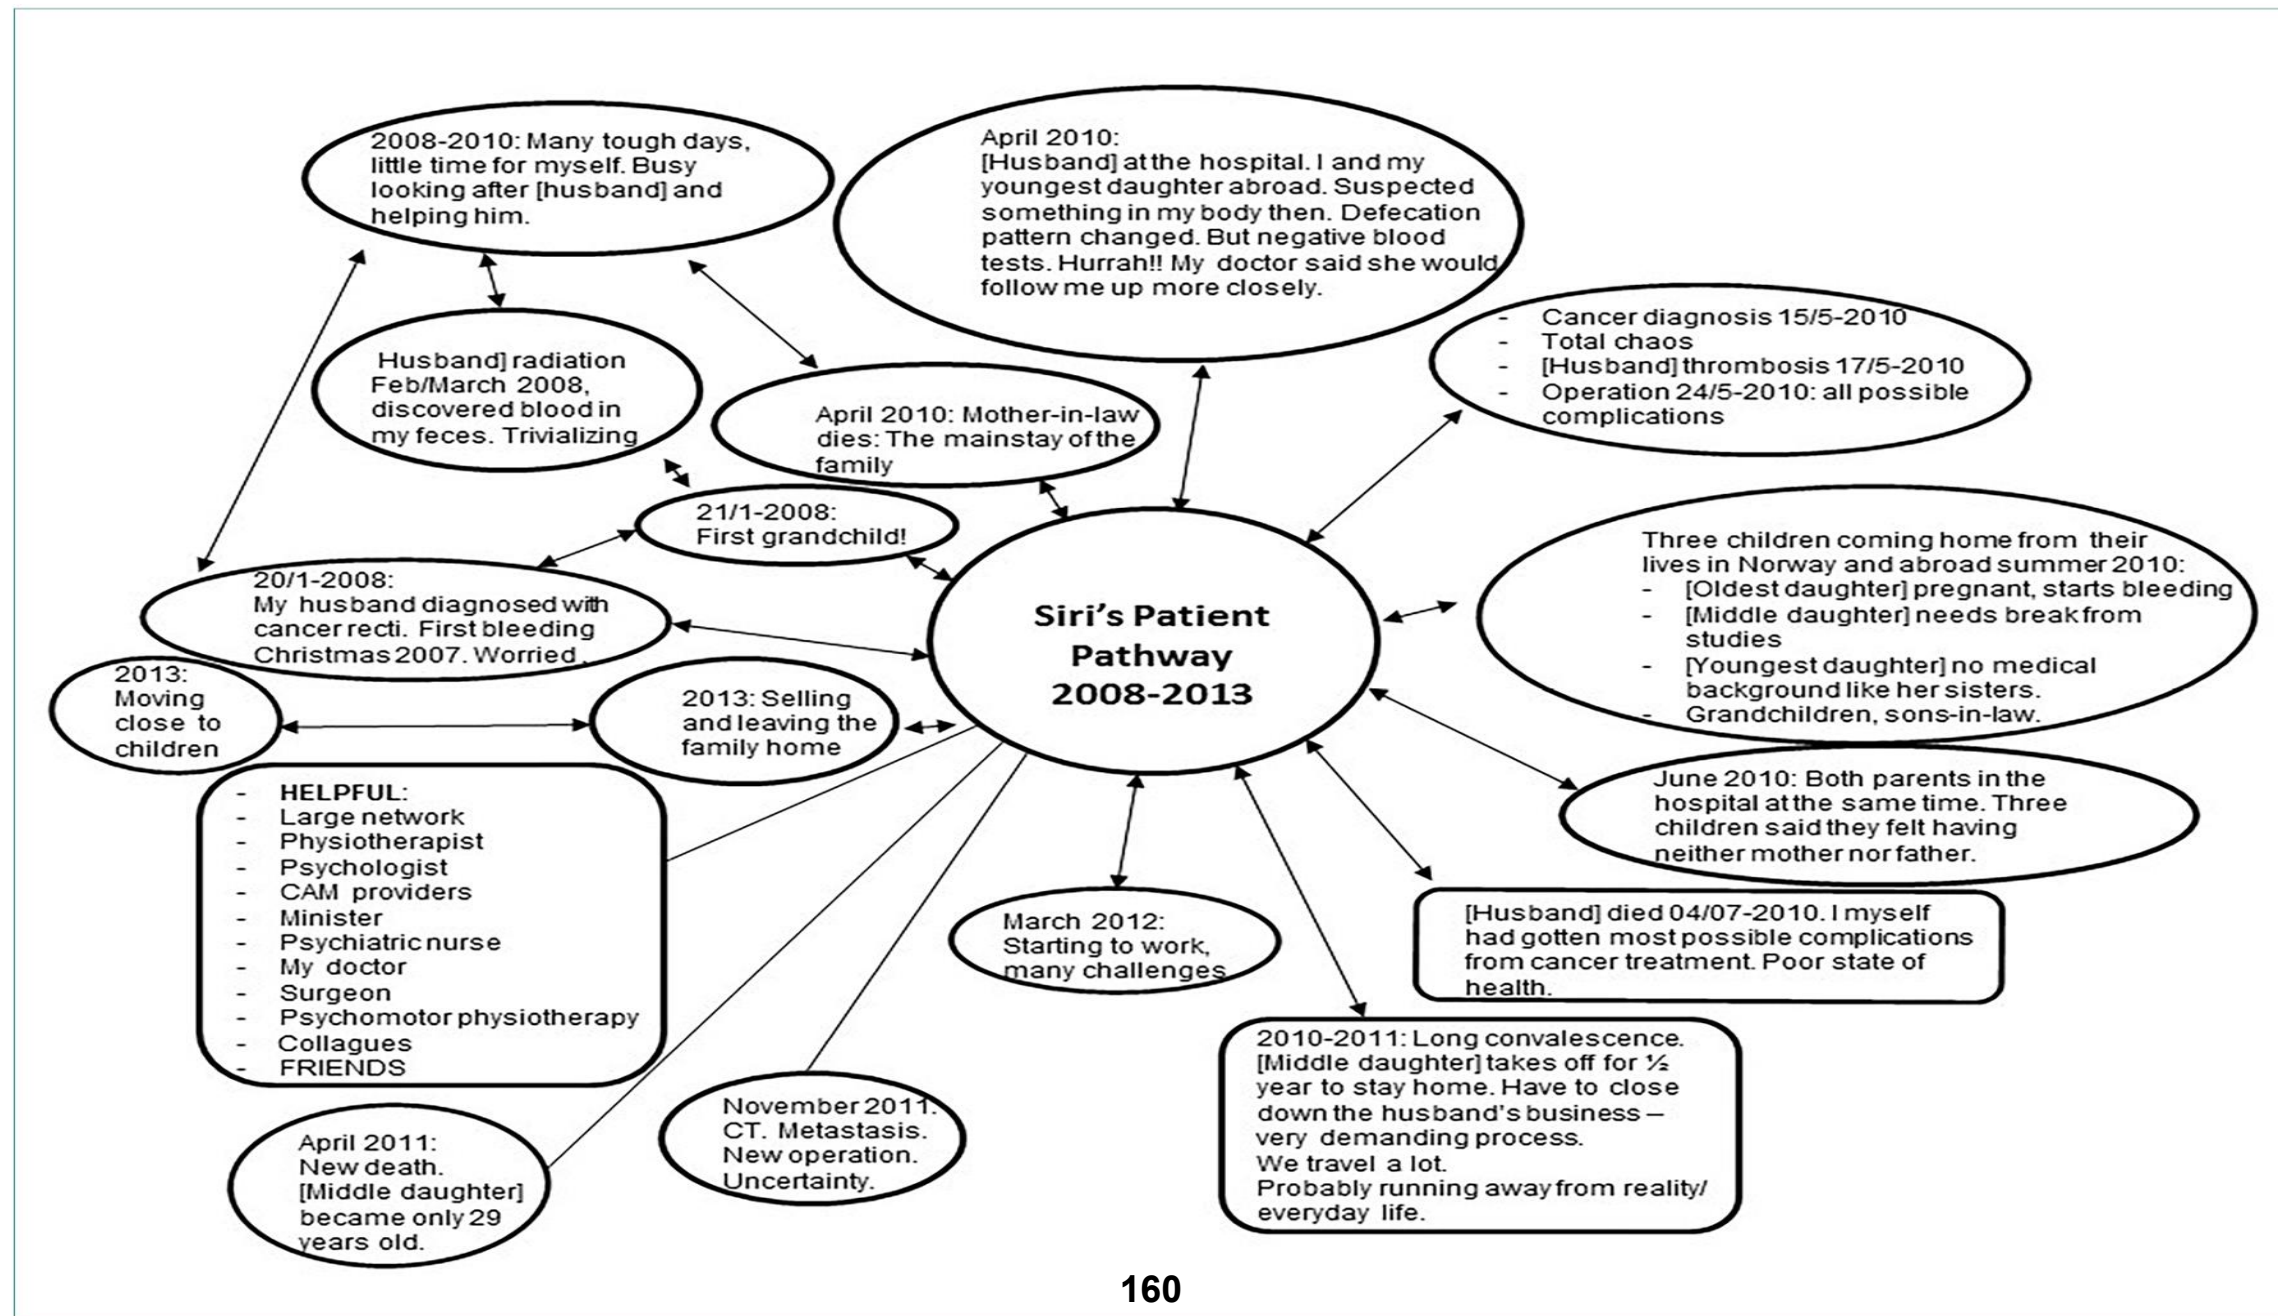 2008-2010: Many tough days,
little time for myself. Busy
looking after [husband] and
helping him.
April 2010:
[Husband] at the hospital. I and my
youngest daughter abroad. Suspected
something in my body then. Defecation
pattern changed. But negative blood
tests. Hurrah!! My doctor said she would
follow me up more closely.
- Cancer diagnosis 15/5-2010
- Total chaos
- [Husband] thrombosis 17/5-2010
- Operation 24/5-2010: all possible
complications
Husband] radiation
Feb/March 2008,
discovered blood in
my feces. Trivializing
April 2010: Mother-in-law
dies: The mainstay of the
family
21/1-2008:
First grandchild!
20/1-2008:
My husband diagnosed with
cancer recti. First bleeding
Christmas 2007. Worried.
Siri's Patient
Pathway
2008-2013
Three children coming home from their
lives in Norway and abroad summer 2010:
- [Oldest daughter] pregnant, starts bleeding
- [Middle daughter] needs break from
studies
- [Youngest daughter] no medical
background like her sisters.
- Grandchildren, sons-in-law.
2013:
Moving
close to
children
2013: Selling
and leaving the
family home
June 2010: Both parents in the
hospital at the same time. Three
children said they felt having
neither mother nor father.
- HELPFUL:
- Large network
- Physiotherapist
- Psychologist
- CAM providers
- Minister
- Psychiatric nurse
- My doctor
- Surgeon
- Psychomotor physiotherapy
- Collagues
- FRIENDS
March 2012:
Starting to work,
many challenges
[Husband] died 04/07-2010. I myself
had gotten most possible complications
from cancer treatment. Poor state of
health.
2010-2011: Long convalescence.
[Middle daughter] takes off for ½
year to stay home. Have to close
down the husband's business –
very demanding process.
We travel a lot.
Probably running away from reality/
everyday life.
November 2011.
CT. Metastasis.
New operation.
Uncertainty.
April 2011:
New death.
[Middle daughter]
became only 29
years old.
160